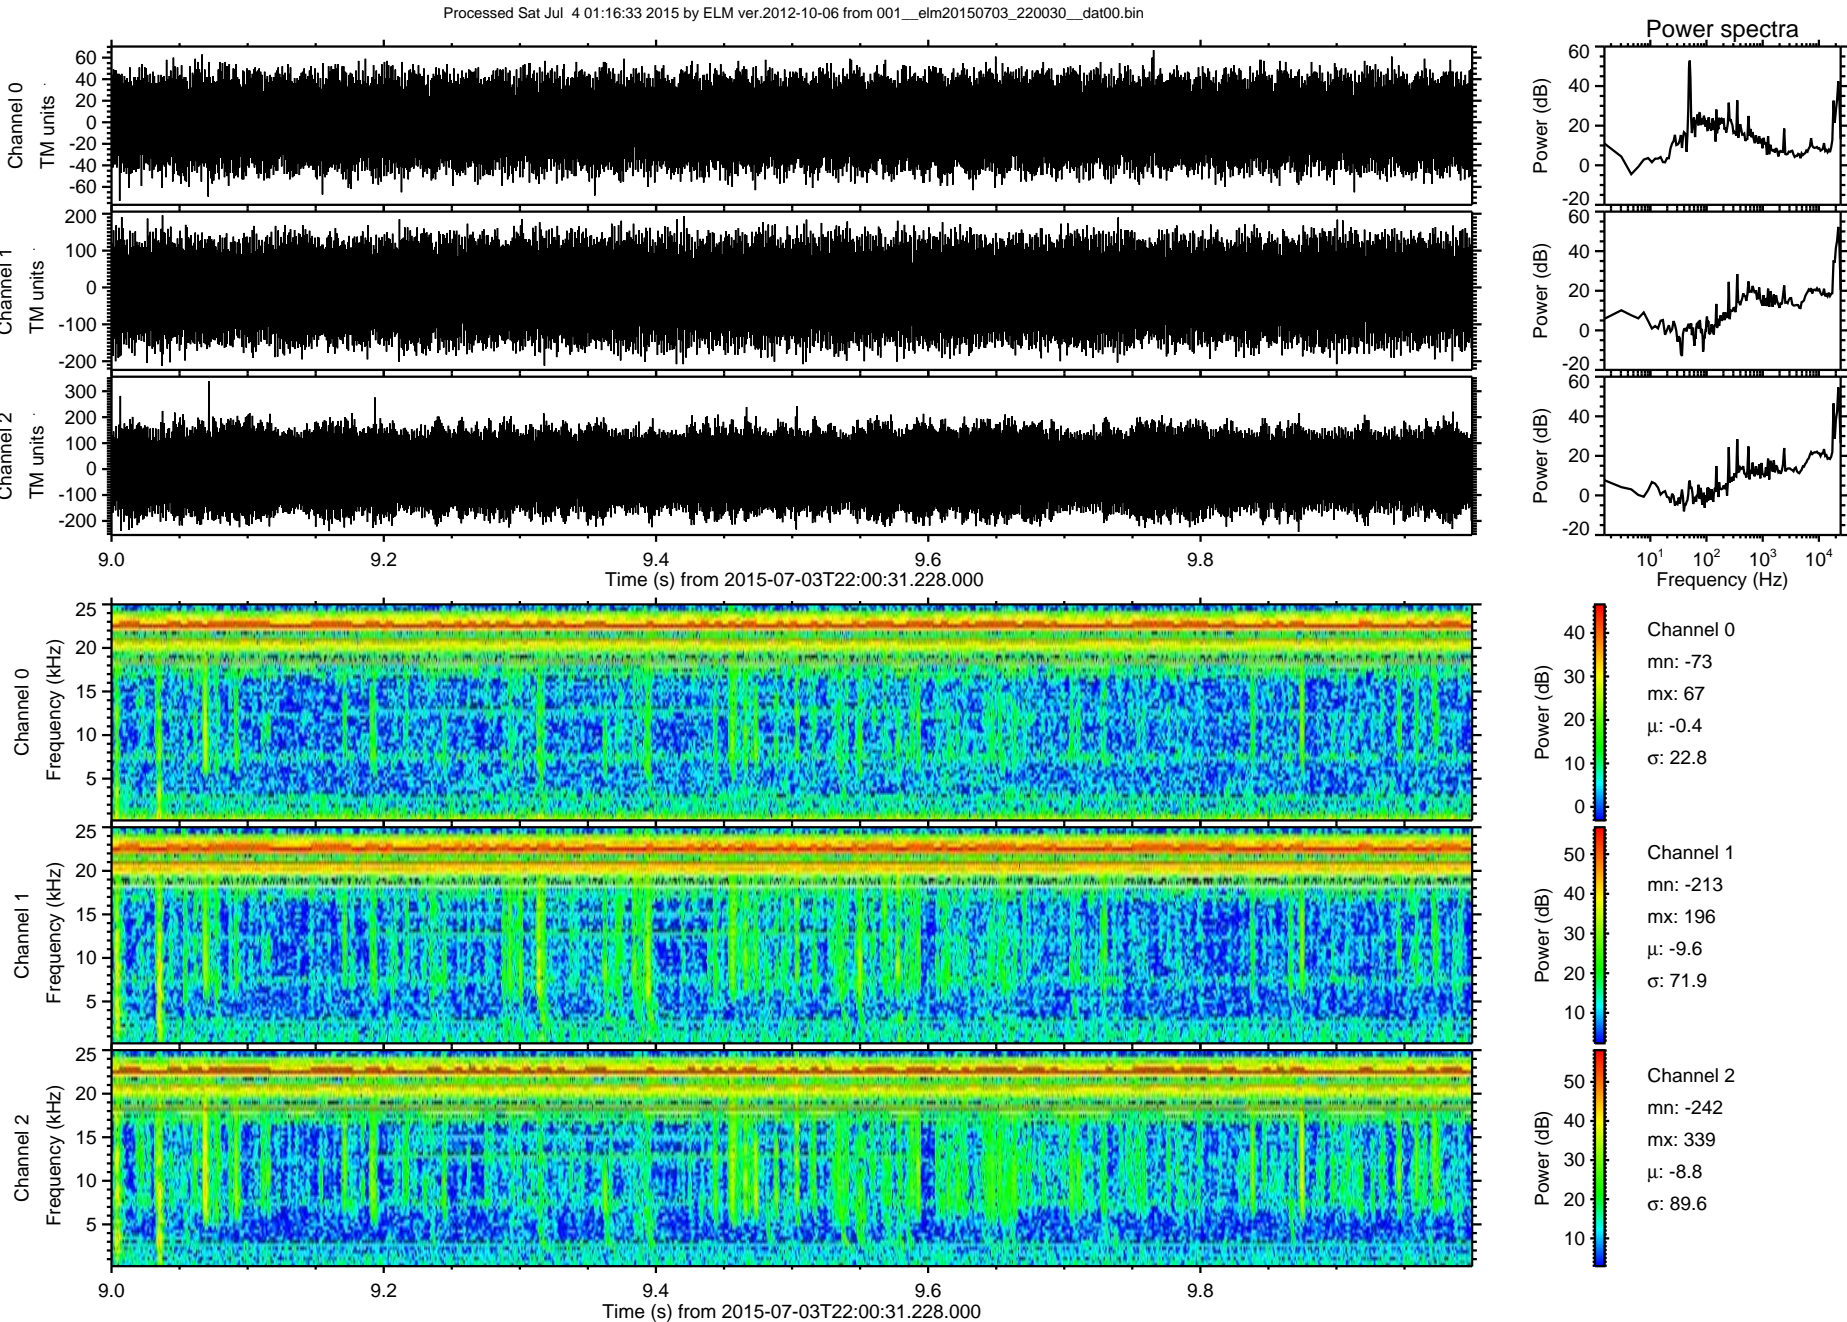 Processed Sat Jul  4 01:16:33 2015 by ELM ver.2012-10-06 from 001__elm20150703_220030__dat00.bin
Power spectra
Channel 0
TM units
60
40
20
0
-20
-40
-60
Power (dB)
60
40
20
0
-20
Channel 1
TM units
200
100
0
-100
-200
Power (dB)
60
40
20
0
-20
Channel 2
TM units
300
200
100
0
-100
-200
Power (dB)
60
40
20
0
-20
9.0 9.2 9.4 9.6 9.8
Time (s) from 2015-07-03T22:00:31.228.000
10¹ 10² 10³ 10⁴
Frequency (Hz)
Channel 0
Frequency (kHz)
25
20
15
10
5
Power (dB)
40
30
20
10
0
Channel 0
mn: -73
mx: 67
μ: -0.4
σ: 22.8
Channel 1
Frequency (kHz)
25
20
15
10
5
Power (dB)
50
40
30
20
10
Channel 1
mn: -213
mx: 196
μ: -9.6
σ: 71.9
Channel 2
Frequency (kHz)
25
20
15
10
5
Power (dB)
50
40
30
20
10
Channel 2
mn: -242
mx: 339
μ: -8.8
σ: 89.6
9.0 9.2 9.4 9.6 9.8
Time (s) from 2015-07-03T22:00:31.228.000